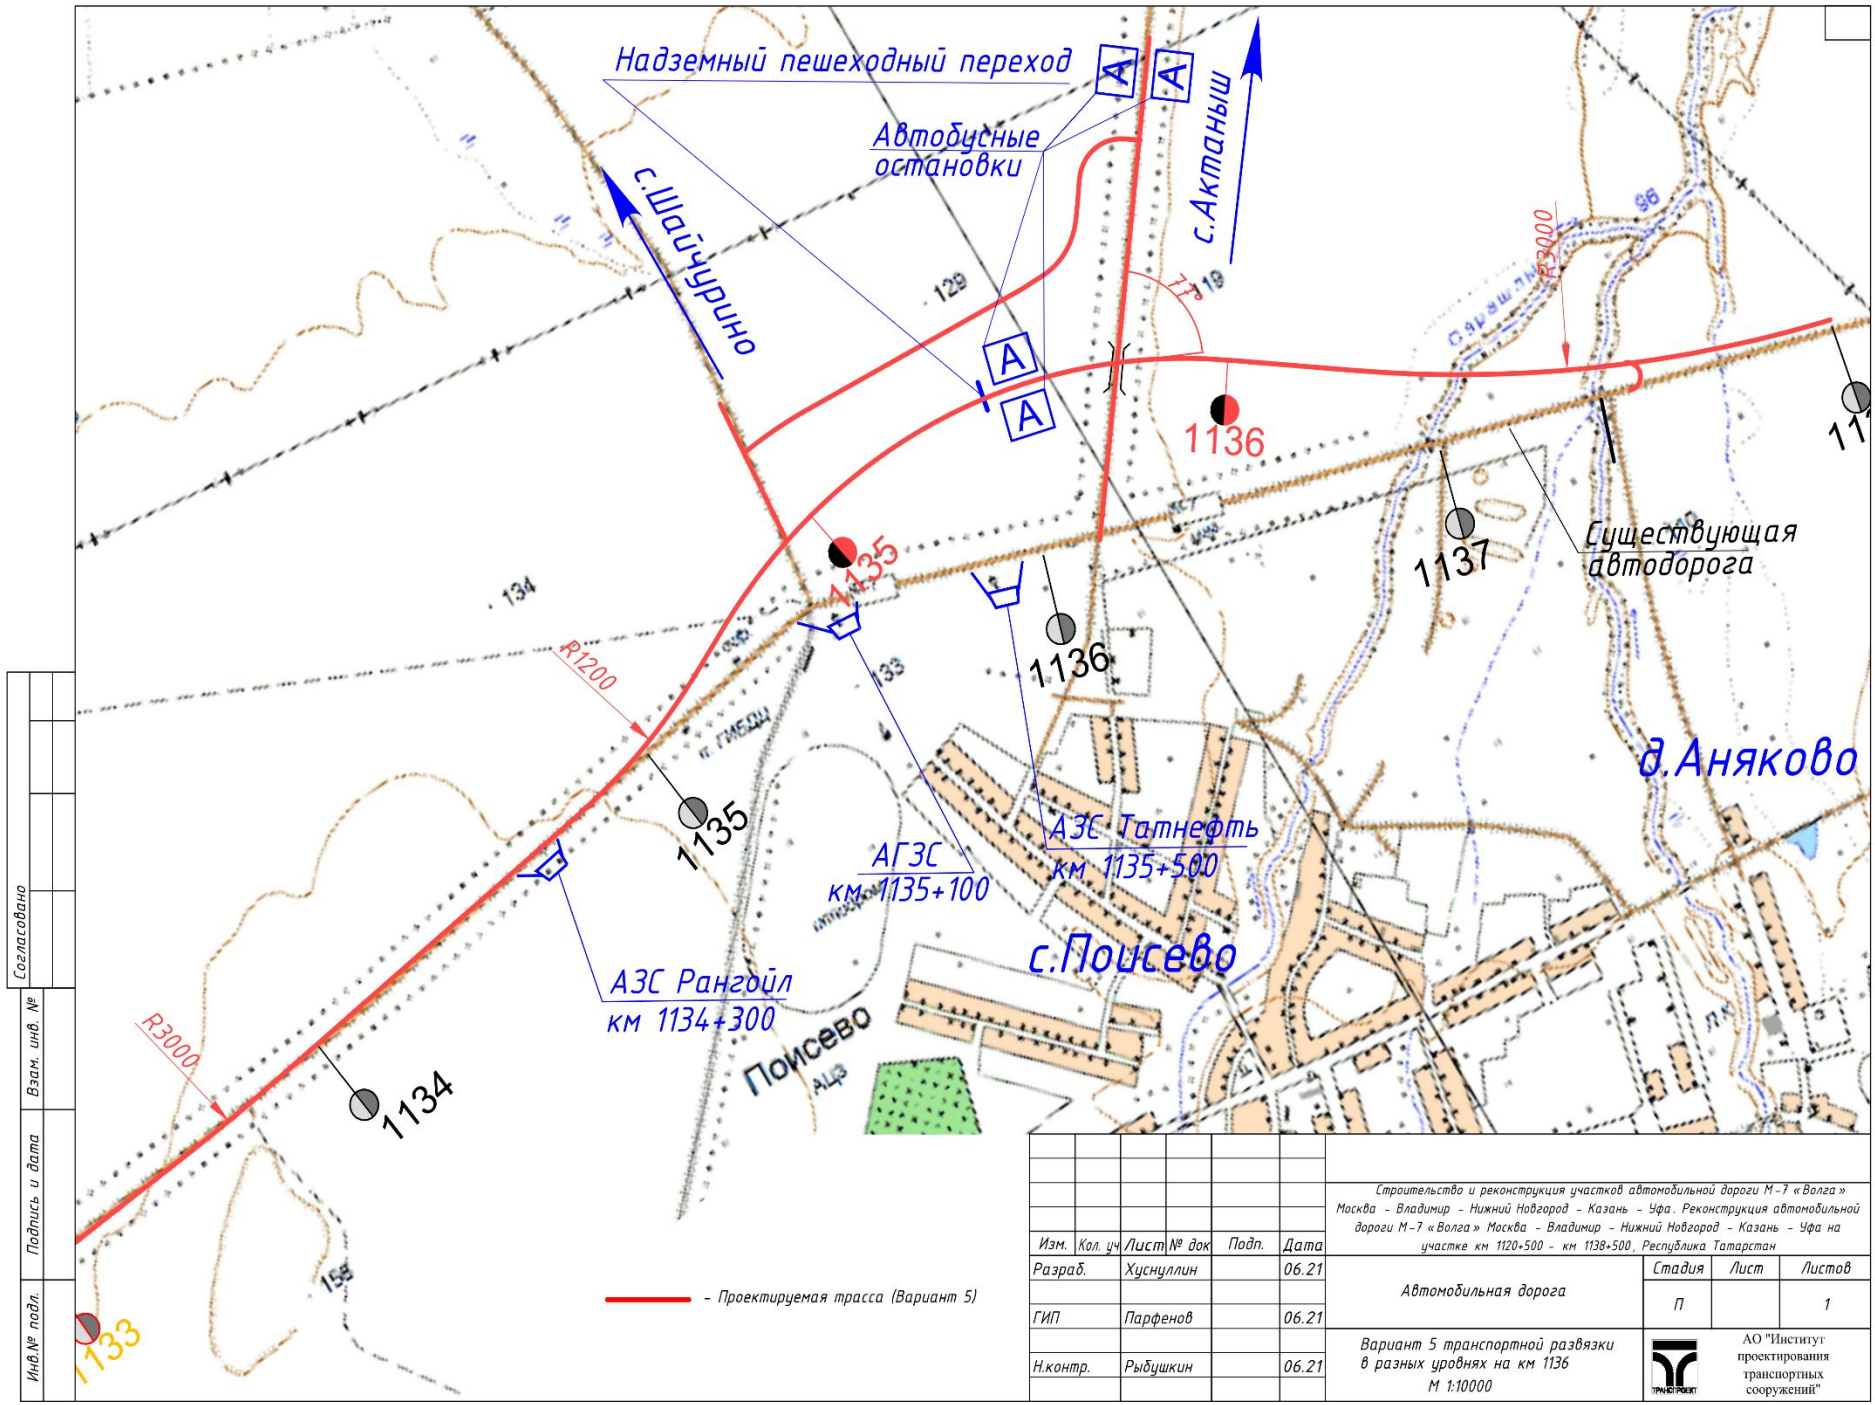 Надземный пешеходный переход
А
А
Автобусные
остановки
с.Актаныш
с.Шайчурино
129
119
77°
R3000
96
А
А
1136
1135
134
R1200
133
1136
1137
Существующая
автодорога
п. ГИБДД
1135
д.Аняково
АЗС Татнефть
км 1135+500
АГЗС
км 1135+100
с.Поисево
АЗС Рангойл
км 1134+300
Поисево
R3000
1134
1133
Согласовано
Взам. инв. №
Подпись и дата
Инв.№ подл.
- Проектируемая трасса (Вариант 5)
Строительство и реконструкция участков автомобильной дороги М-7 «Волга»
Москва - Владимир - Нижний Новгород - Казань - Уфа. Реконструкция автомобильной
дороги М-7 «Волга» Москва - Владимир - Нижний Новгород - Казань - Уфа на
участке км 1120+500 - км 1138+500, Республика Татарстан
Изм. Кол. уч Лист № док Подп. Дата
Разраб. Хуснуллин 06.21
ГИП Парфенов 06.21
Н.контр. Рыбушкин 06.21
Автомобильная дорога
Стадия Лист Листов
П 1
Вариант 5 транспортной развязки
в разных уровнях на км 1136
М 1:10000
ТРАНСПРОЕКТ
АО "Институт
проектирования
транспортных
сооружений"